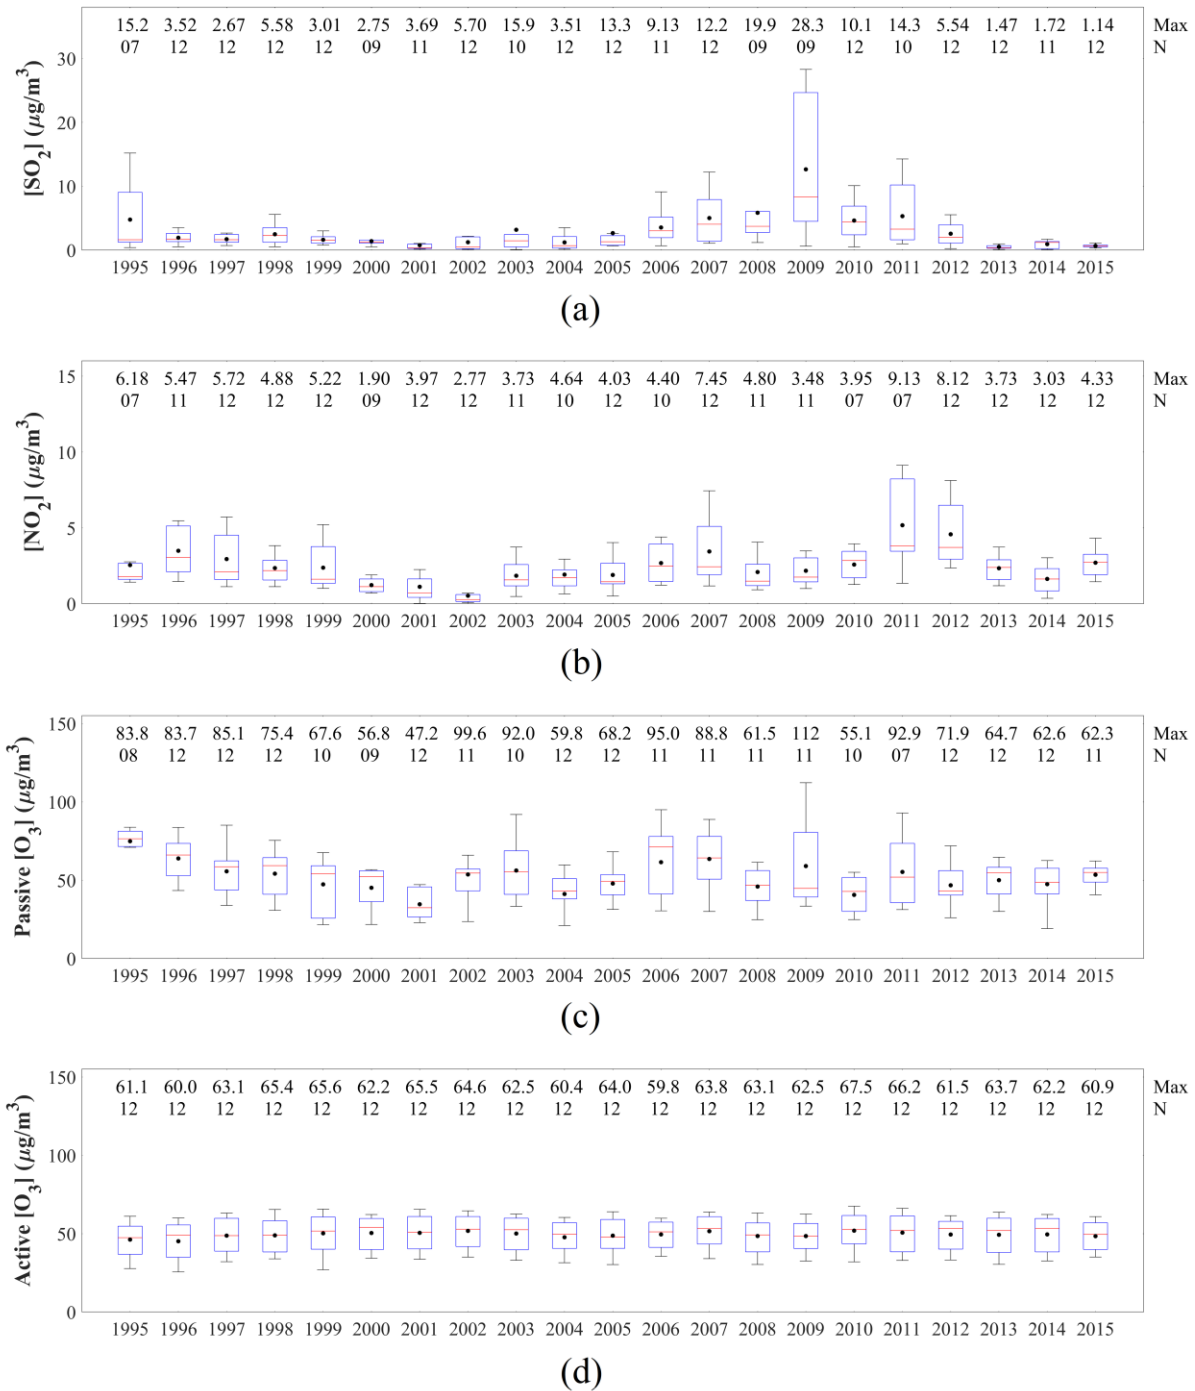 15.2 3.52 2.67 5.58 3.01 2.75 3.69 5.70 15.9 3.51 13.3 9.13 12.2 19.9 28.3 10.1 14.3 5.54 1.47 1.72 1.14 Max
07 12 12 12 12 09 11 12 10 12 12 11 12 09 09 12 10 12 12 11 12 N
30
20
10
0
[SO2] (μg/m3)
1995 1996 1997 1998 1999 2000 2001 2002 2003 2004 2005 2006 2007 2008 2009 2010 2011 2012 2013 2014 2015
(a)
6.18 5.47 5.72 4.88 5.22 1.90 3.97 2.77 3.73 4.64 4.03 4.40 7.45 4.80 3.48 3.95 9.13 8.12 3.73 3.03 4.33 Max
07 11 12 12 12 09 12 12 11 10 12 10 12 11 11 07 07 12 12 12 12 N
15
10
5
0
[NO2] (μg/m3)
1995 1996 1997 1998 1999 2000 2001 2002 2003 2004 2005 2006 2007 2008 2009 2010 2011 2012 2013 2014 2015
(b)
83.8 83.7 85.1 75.4 67.6 56.8 47.2 99.6 92.0 59.8 68.2 95.0 88.8 61.5 112 55.1 92.9 71.9 64.7 62.6 62.3 Max
08 12 12 12 10 09 12 11 10 12 12 11 11 11 11 10 07 12 12 12 11 N
150
100
50
0
Passive [O3] (μg/m3)
1995 1996 1997 1998 1999 2000 2001 2002 2003 2004 2005 2006 2007 2008 2009 2010 2011 2012 2013 2014 2015
(c)
61.1 60.0 63.1 65.4 65.6 62.2 65.5 64.6 62.5 60.4 64.0 59.8 63.8 63.1 62.5 67.5 66.2 61.5 63.7 62.2 60.9 Max
12 12 12 12 12 12 12 12 12 12 12 12 12 12 12 12 12 12 12 12 12 N
150
100
50
0
Active [O3] (μg/m3)
1995 1996 1997 1998 1999 2000 2001 2002 2003 2004 2005 2006 2007 2008 2009 2010 2011 2012 2013 2014 2015
(d)